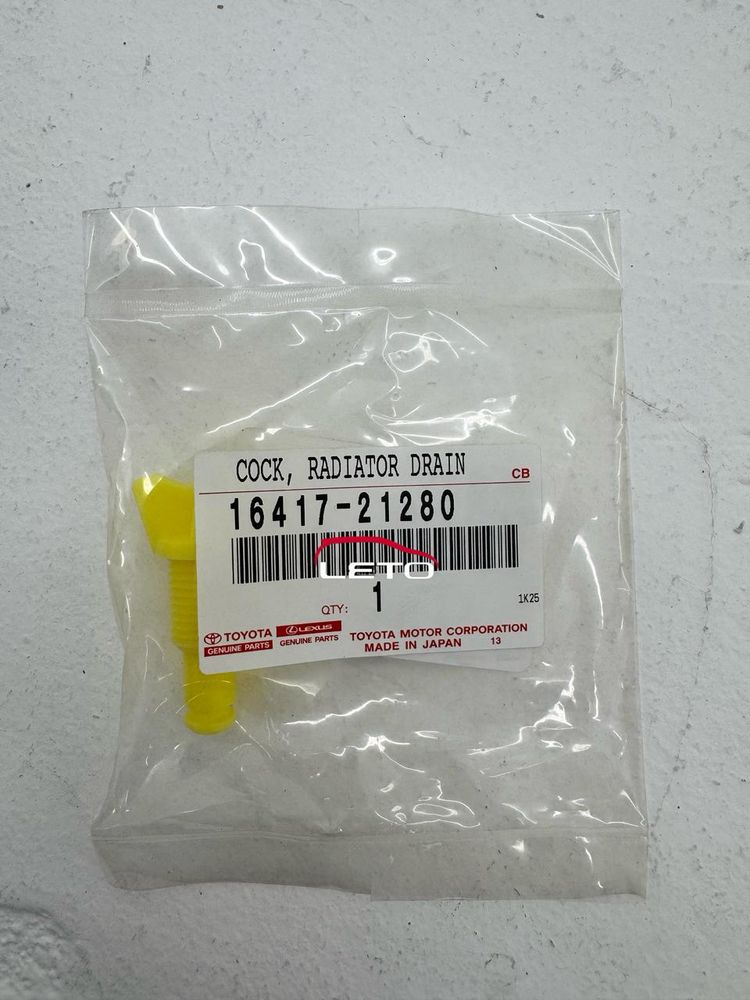 COCK, RADIATOR DRAIN
CB
16417-21280
LETO
QTY: 1
1K25
TOYOTA
GENUINE PARTS
LEXUS
GENUINE PARTS
TOYOTA MOTOR CORPORATION
MADE IN JAPAN 13